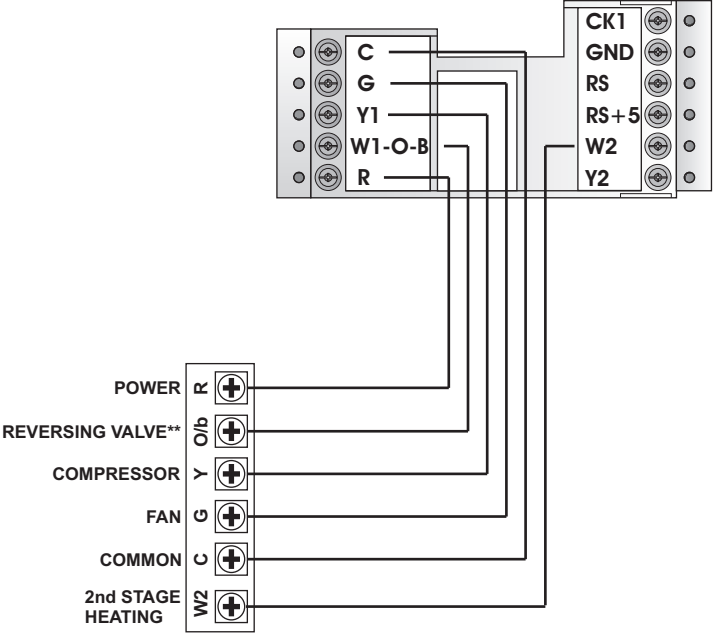 C
G
Y1
W1-O-B
R
CK1
GND
RS
RS+5
W2
Y2
POWER R
REVERSING VALVE** O/b
COMPRESSOR Y
FAN G
COMMON C
2nd STAGE
HEATING
W2